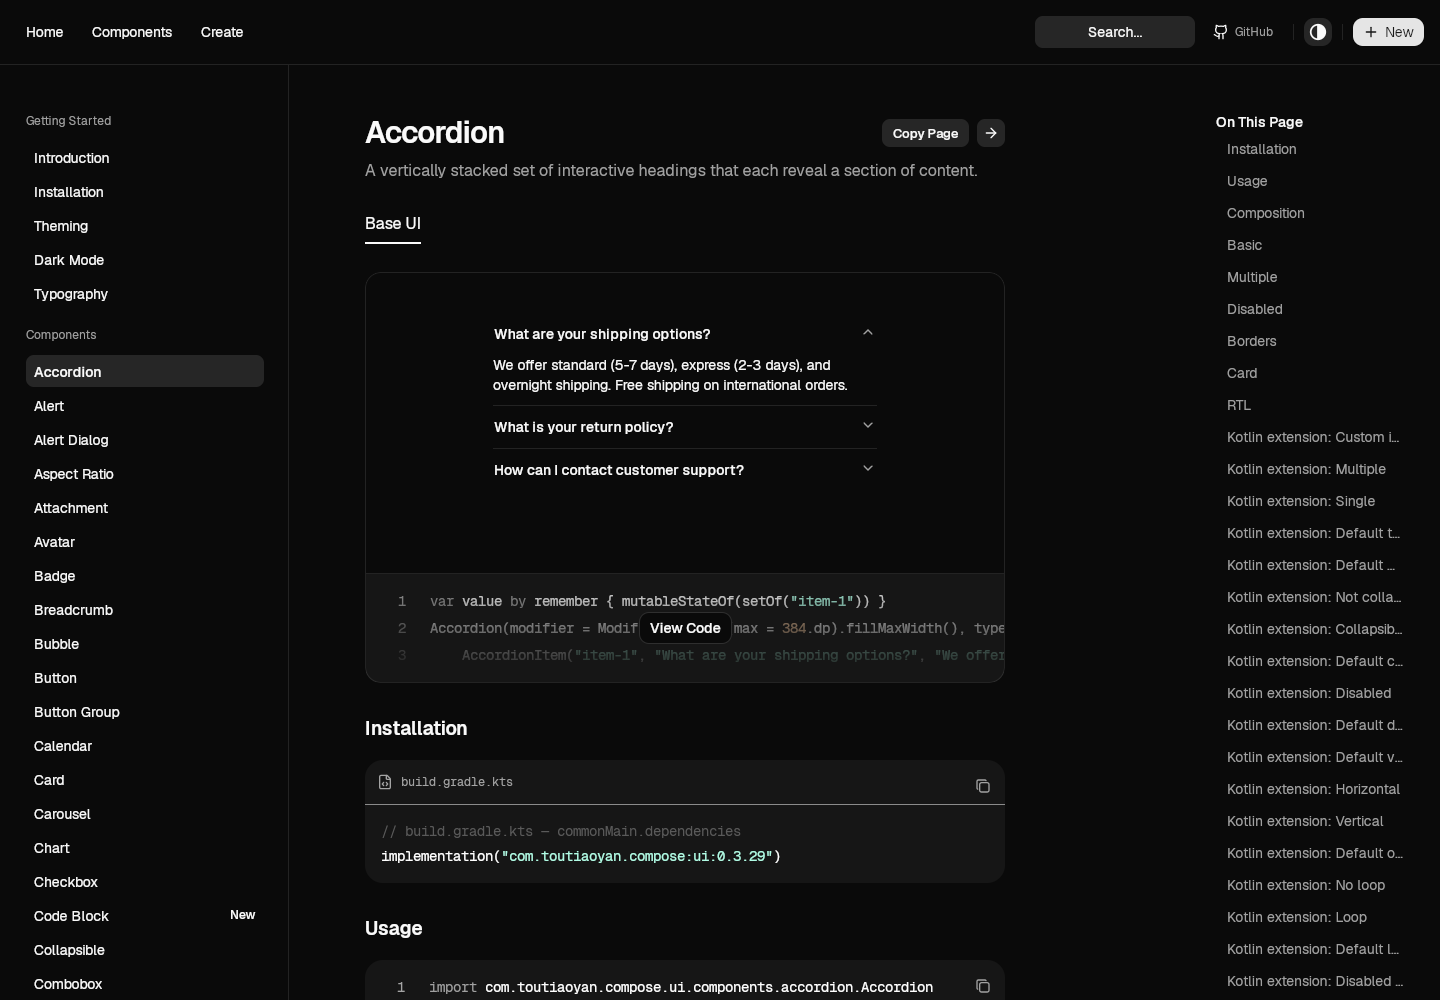 Home
Components
Create
Search...
GitHub
New
Getting Started
Introduction
Installation
Theming
Dark Mode
Typography
Components
Accordion
Alert
Alert Dialog
Aspect Ratio
Attachment
Avatar
Badge
Breadcrumb
Bubble
Button
Button Group
Calendar
Card
Carousel
Chart
Checkbox
Code Block
New
Collapsible
Combobox
Accordion
Copy Page
A vertically stacked set of interactive headings that each reveal a section of content.
Base UI
What are your shipping options?
We offer standard (5-7 days), express (2-3 days), and
overnight shipping. Free shipping on international orders.
What is your return policy?
How can I contact customer support?
1 var value by remember { mutableStateOf(setOf("item-1")) }
2 Accordion(modifier = Modif
View Code
max = 384.dp).fillMaxWidth(), type
3 AccordionItem("item-1", "What are your shipping options?", "We offer
Installation
build.gradle.kts
// build.gradle.kts — commonMain.dependencies
implementation("com.toutiaoyan.compose:ui:0.3.29")
Usage
1 import com.toutiaoyan.compose.ui.components.accordion.Accordion
On This Page
Installation
Usage
Composition
Basic
Multiple
Disabled
Borders
Card
RTL
Kotlin extension: Custom i...
Kotlin extension: Multiple
Kotlin extension: Single
Kotlin extension: Default t...
Kotlin extension: Default ...
Kotlin extension: Not colla...
Kotlin extension: Collapsib...
Kotlin extension: Default c...
Kotlin extension: Disabled
Kotlin extension: Default d...
Kotlin extension: Default v...
Kotlin extension: Horizontal
Kotlin extension: Vertical
Kotlin extension: Default o...
Kotlin extension: No loop
Kotlin extension: Loop
Kotlin extension: Default l...
Kotlin extension: Disabled ...